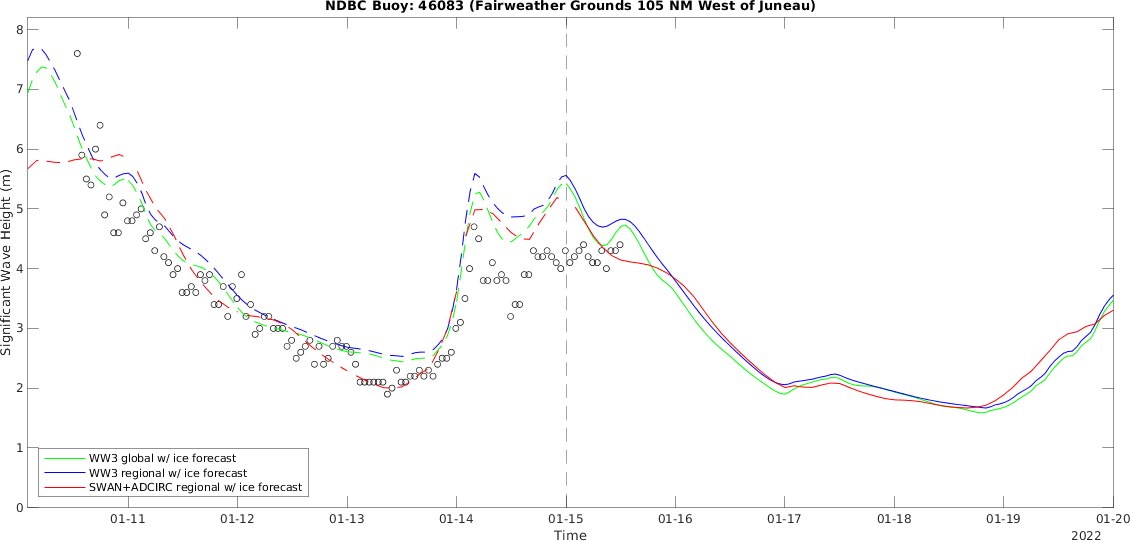 NDBC Buoy: 46083 (Fairweather Grounds 105 NM West of Juneau)
8
7
6
5
4
3
2
1
0
Significant Wave Height (m)
WW3 global w/ ice forecast
WW3 regional w/ ice forecast
SWAN+ADCIRC regional w/ ice forecast
01-11 01-12 01-13 01-14 01-15 01-16 01-17 01-18 01-19 01-20
Time
2022